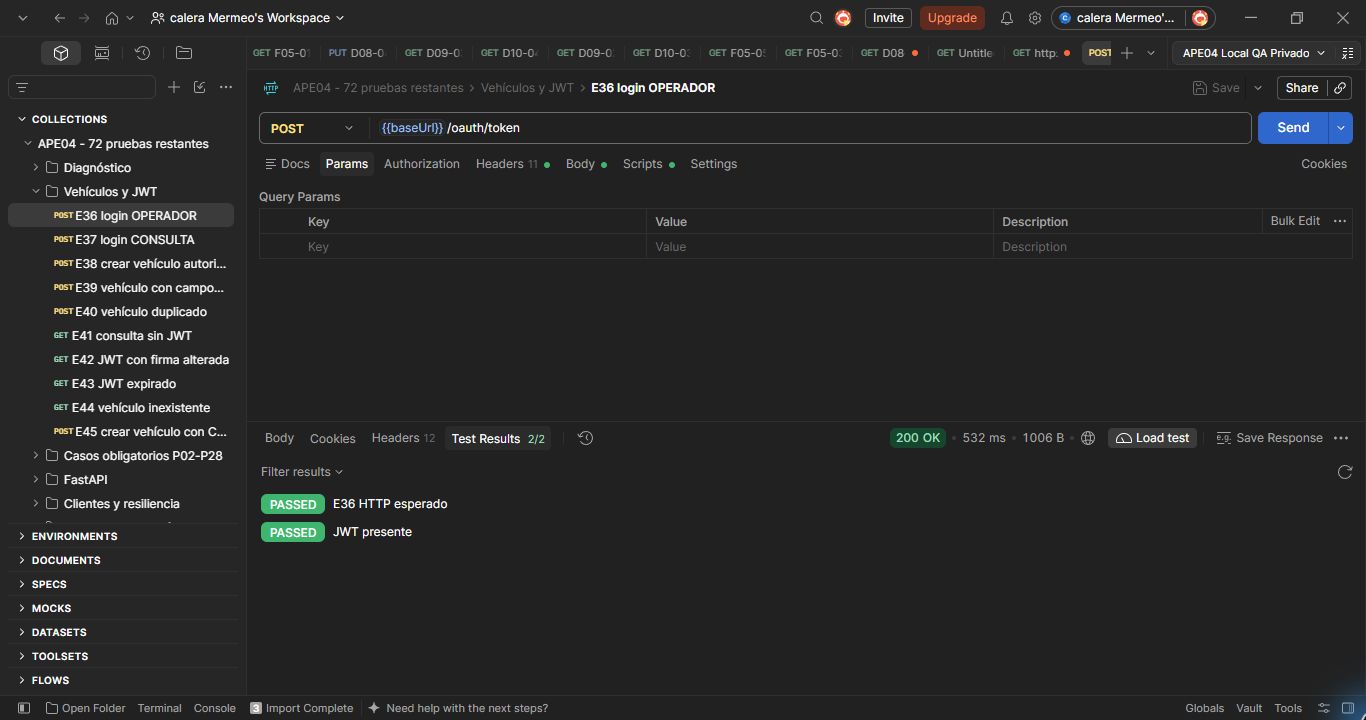 calera Mermeo's Workspace
Invite
Upgrade
calera Mermeo'...
GET F05-0
PUT D08-0
GET D09-0
GET D10-0
GET D09-0
GET D10-0
GET F05-0
GET F05-0
GET D08
GET Untitle
GET http:
POST
APE04 Local QA Privado
COLLECTIONS
APE04 - 72 pruebas restantes
Diagnóstico
Vehículos y JWT
POST E36 login OPERADOR
POST E37 login CONSULTA
POST E38 crear vehículo autori...
POST E39 vehículo con campo...
POST E40 vehículo duplicado
GET E41 consulta sin JWT
GET E42 JWT con firma alterada
GET E43 JWT expirado
GET E44 vehículo inexistente
POST E45 crear vehículo con C...
Casos obligatorios P02-P28
FastAPI
Clientes y resiliencia
ENVIRONMENTS
DOCUMENTS
SPECS
MOCKS
DATASETS
TOOLSETS
FLOWS
HTTP APE04 - 72 pruebas restantes > Vehículos y JWT > E36 login OPERADOR
Save
Share
POST
{{baseUrl}} /oauth/token
Send
Docs Params Authorization Headers 11 Body Scripts Settings
Cookies
Query Params
Key Value Description Bulk Edit
Key Value Description
Body Cookies Headers 12 Test Results 2/2
200 OK • 532 ms • 1006 B
Load test
e.g. Save Response
Filter results
PASSED E36 HTTP esperado
PASSED JWT presente
Open Folder Terminal Console 3 Import Complete Need help with the next steps?
Globals Vault Tools